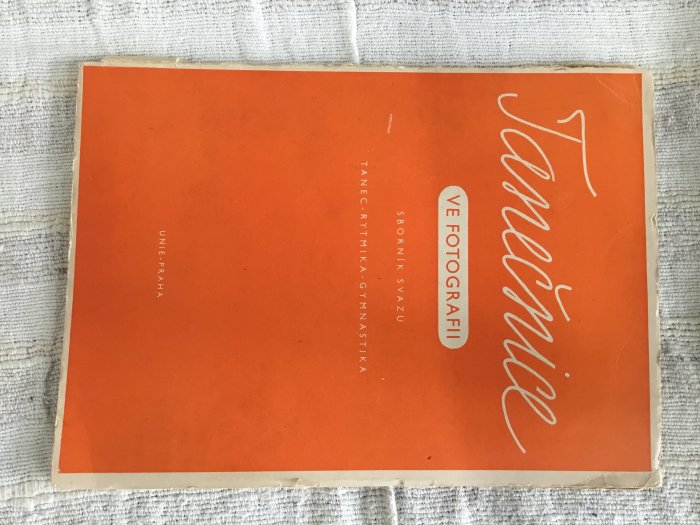 Tanečnice
VE FOTOGRAFII
SBORNÍK SVAZU
TANEC-RYTMIKA-GYMNASTIKA
UNIE-PRAHA